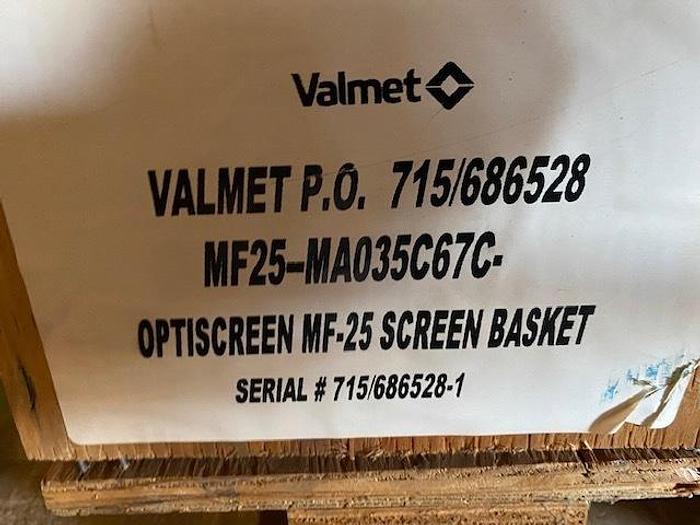 Valmet
VALMET P.O. 715/686528
MF25-MA035C67C-
OPTISCREEN MF-25 SCREEN BASKET
SERIAL # 715/686528-1